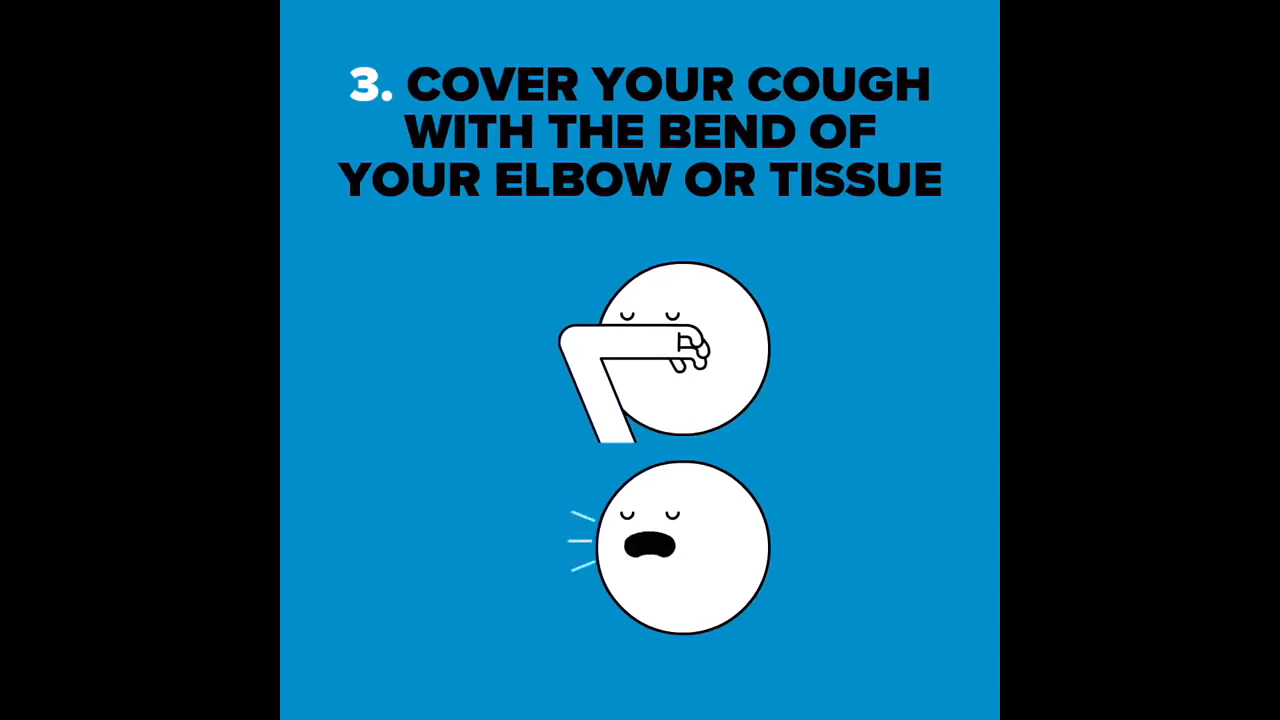 3. COVER YOUR COUGH
WITH THE BEND OF
YOUR ELBOW OR TISSUE